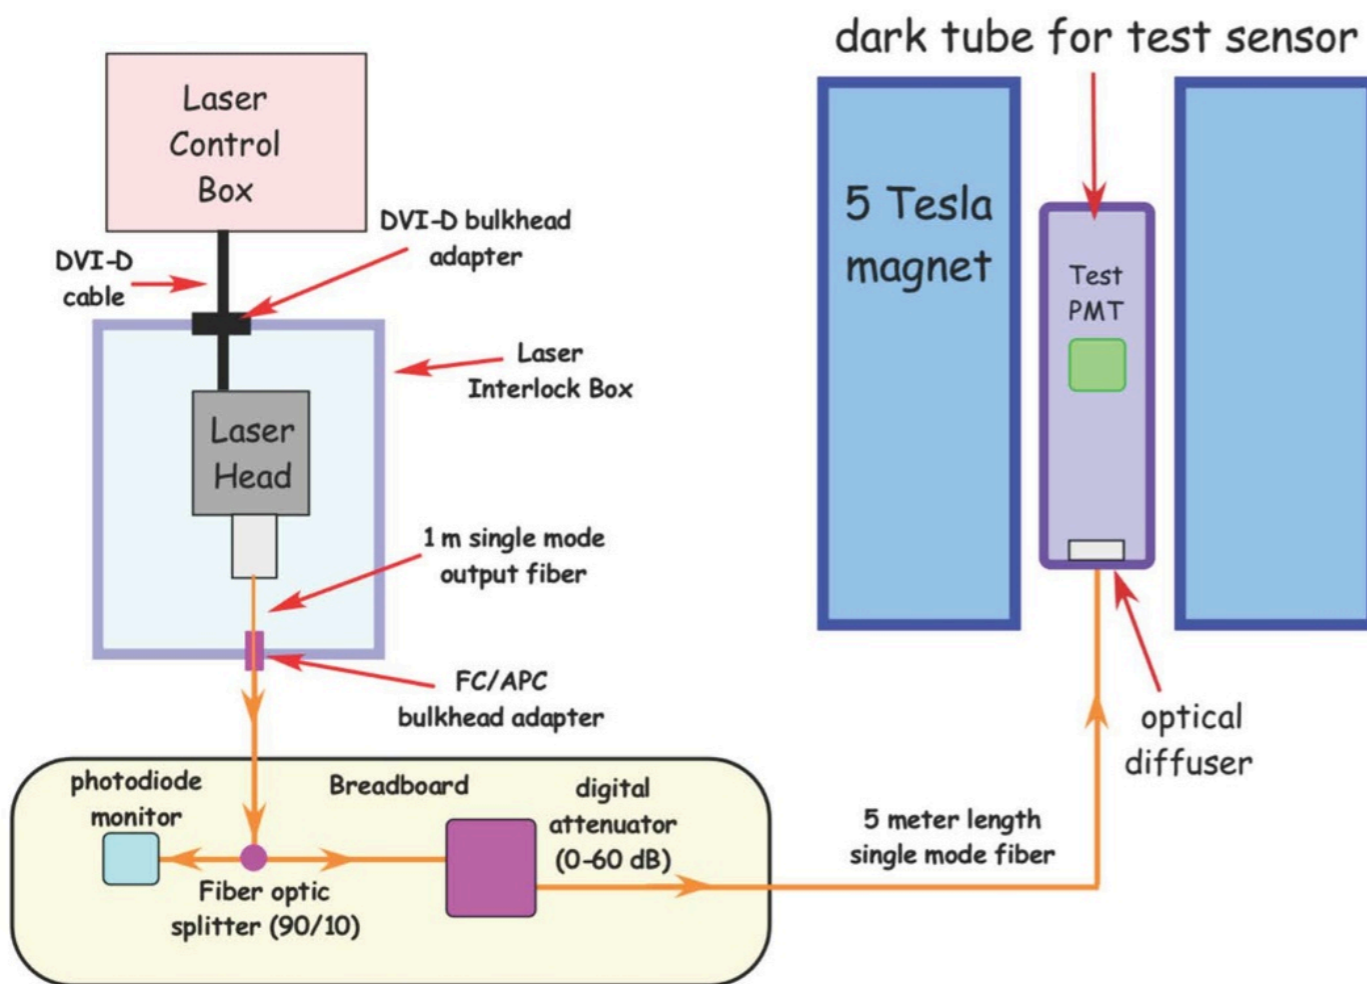 dark tube for test sensor
Laser
Control
Box
DVI-D bulkhead
adapter
DVI-D
cable
5 Tesla
magnet
Test
PMT
Laser
Interlock Box
Laser
Head
1 m single mode
output fiber
FC/APC
bulkhead adapter
optical
diffuser
photodiode
monitor
Breadboard
digital
attenuator
(0-60 dB)
5 meter length
single mode fiber
Fiber optic
splitter (90/10)